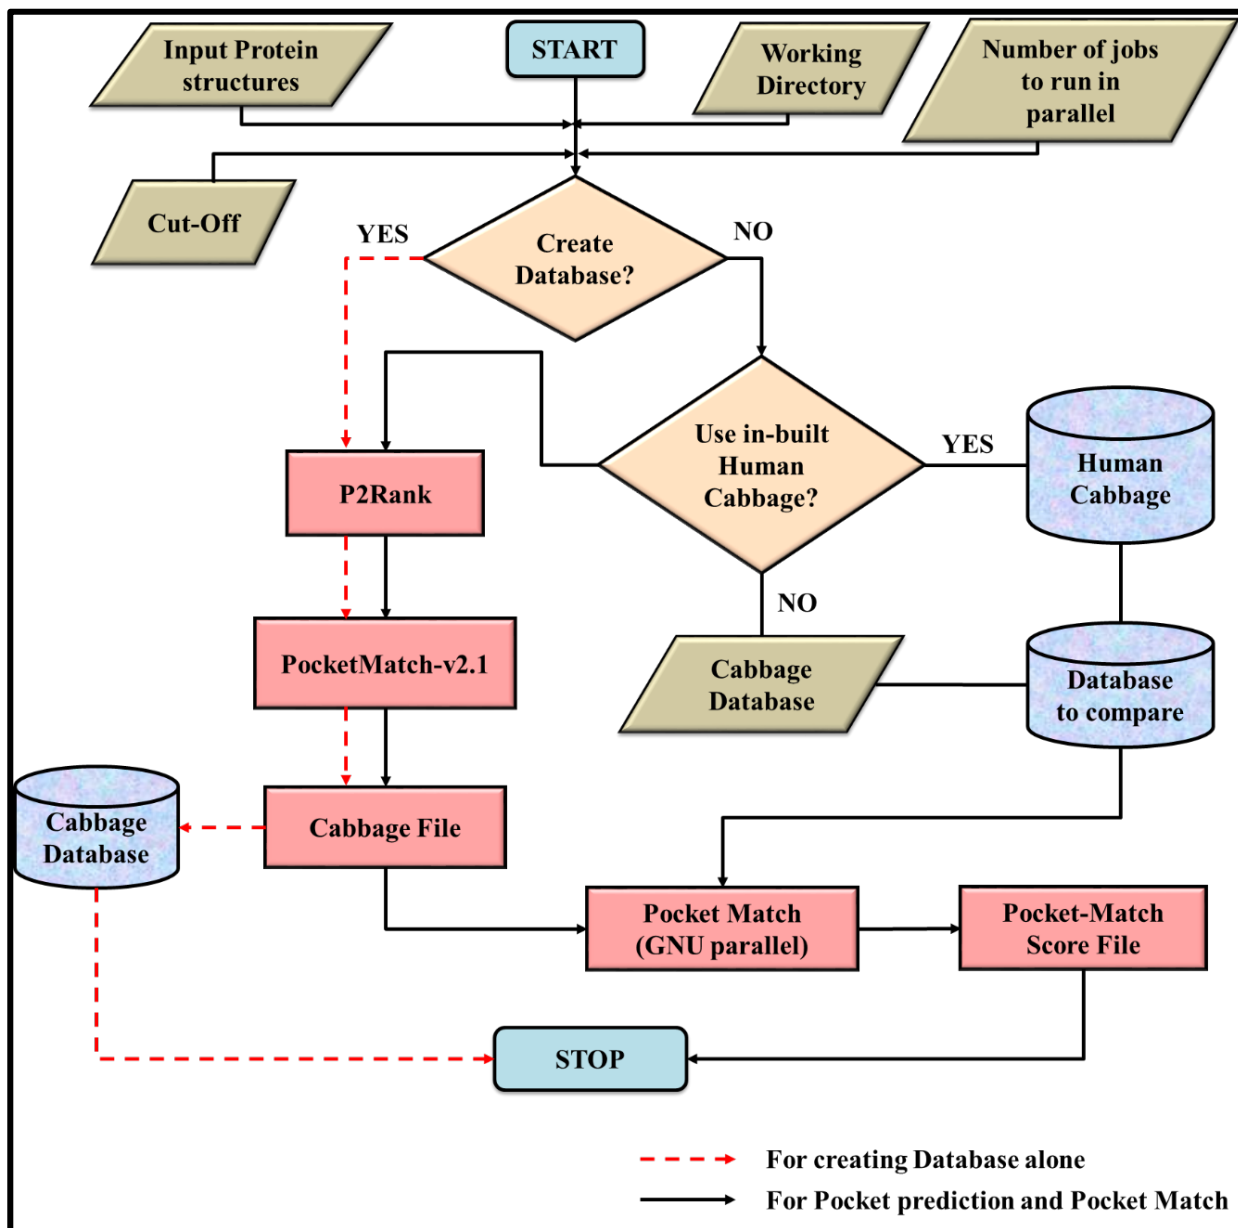 Input Protein
structures
START
Working
Directory
Number of jobs
to run in
parallel
Cut-Off
YES
Create
Database?
NO
Use in-built
Human
Cabbage?
YES
Human
Cabbage
P2Rank
NO
PocketMatch-v2.1
Cabbage
Database
Database
to compare
Cabbage
Database
Cabbage File
Pocket Match
(GNU parallel)
Pocket-Match
Score File
STOP
For creating Database alone
For Pocket prediction and Pocket Match